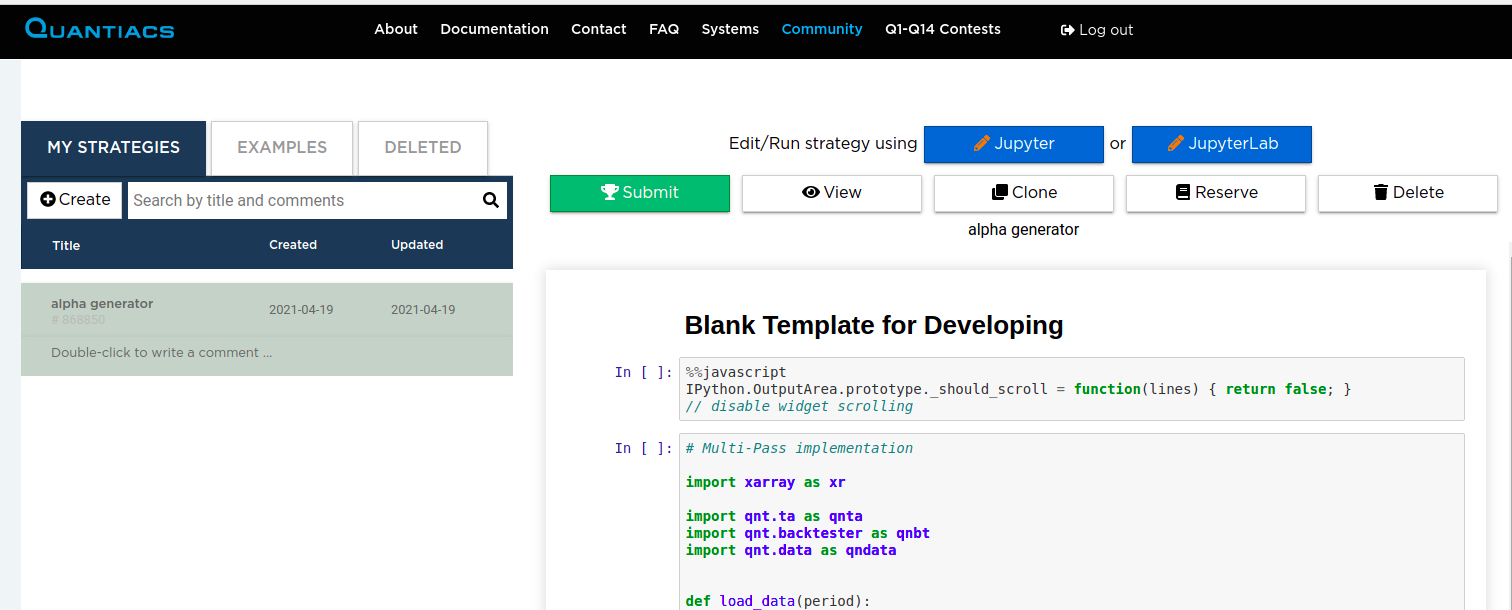 QUANTIACS
About Documentation Contact FAQ Systems Community Q1-Q14 Contests Log out
MY STRATEGIES EXAMPLES DELETED
Create Search by title and comments
Title Created Updated
alpha generator 2021-04-19 2021-04-19
# 868850
Double-click to write a comment ...
Edit/Run strategy using Jupyter or JupyterLab
Submit View Clone Reserve Delete
alpha generator
Blank Template for Developing
In [ ]: %%javascript
IPython.OutputArea.prototype._should_scroll = function(lines) { return false; }
// disable widget scrolling
In [ ]: # Multi-Pass implementation
import xarray as xr
import qnt.ta as qnta
import qnt.backtester as qnbt
import qnt.data as qndata
def load_data(period):